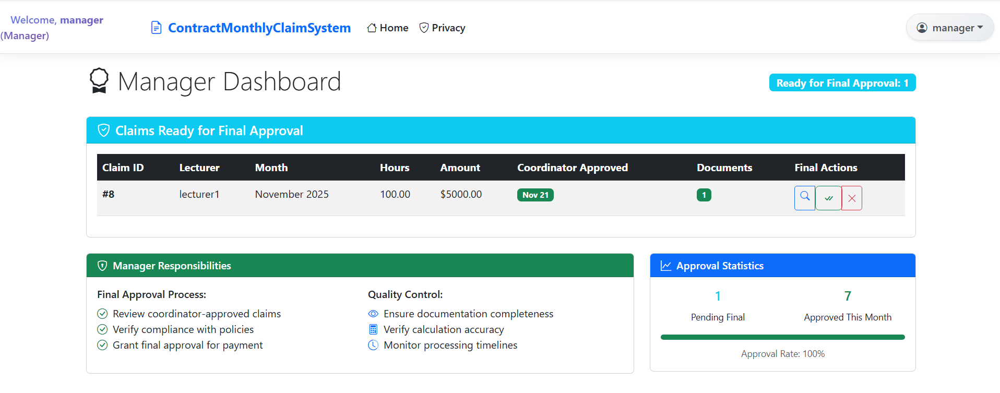 Welcome, manager
(Manager)
ContractMonthlyClaimSystem
Home
Privacy
manager
Manager Dashboard
Ready for Final Approval: 1
Claims Ready for Final Approval
Claim ID Lecturer Month Hours Amount Coordinator Approved Documents Final Actions
#8 lecturer1 November 2025 100.00 $5000.00 Nov 21 1
Manager Responsibilities
Final Approval Process:
Review coordinator-approved claims
Verify compliance with policies
Grant final approval for payment
Quality Control:
Ensure documentation completeness
Verify calculation accuracy
Monitor processing timelines
Approval Statistics
1
Pending Final
7
Approved This Month
Approval Rate: 100%